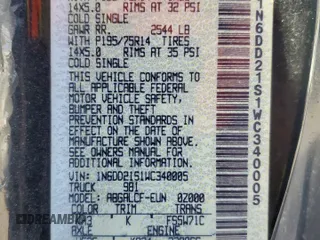 14X5.0 RIMS AT 32 PSI
COLD SINGLE
GAWR RR. 2544 LB
WITH P195/75R14 TIRES
14X5.0 RIMS AT 35 PSI
COLD SINGLE
THIS VEHICLE CONFORMS TO
ALL APPLICABLE FEDERAL
MOTOR VEHICLE SAFETY,
BUMPER AND THEFT
PREVENTION STANDARDS IN
EFFECT ON THE DATE OF
MANUFACTURE SHOWN ABOVE.
SEE OWNERS MANUAL FOR
ADDITIONAL INFORMATION.
VIN: 1N6DD21S1WC340005
TRUCK 981
MODEL: ABGALCF-EUN 0Z000
COLOR TRIM TRANS
K FS5W71C
AXLE ENGINE
1N6DD21S1WC340005